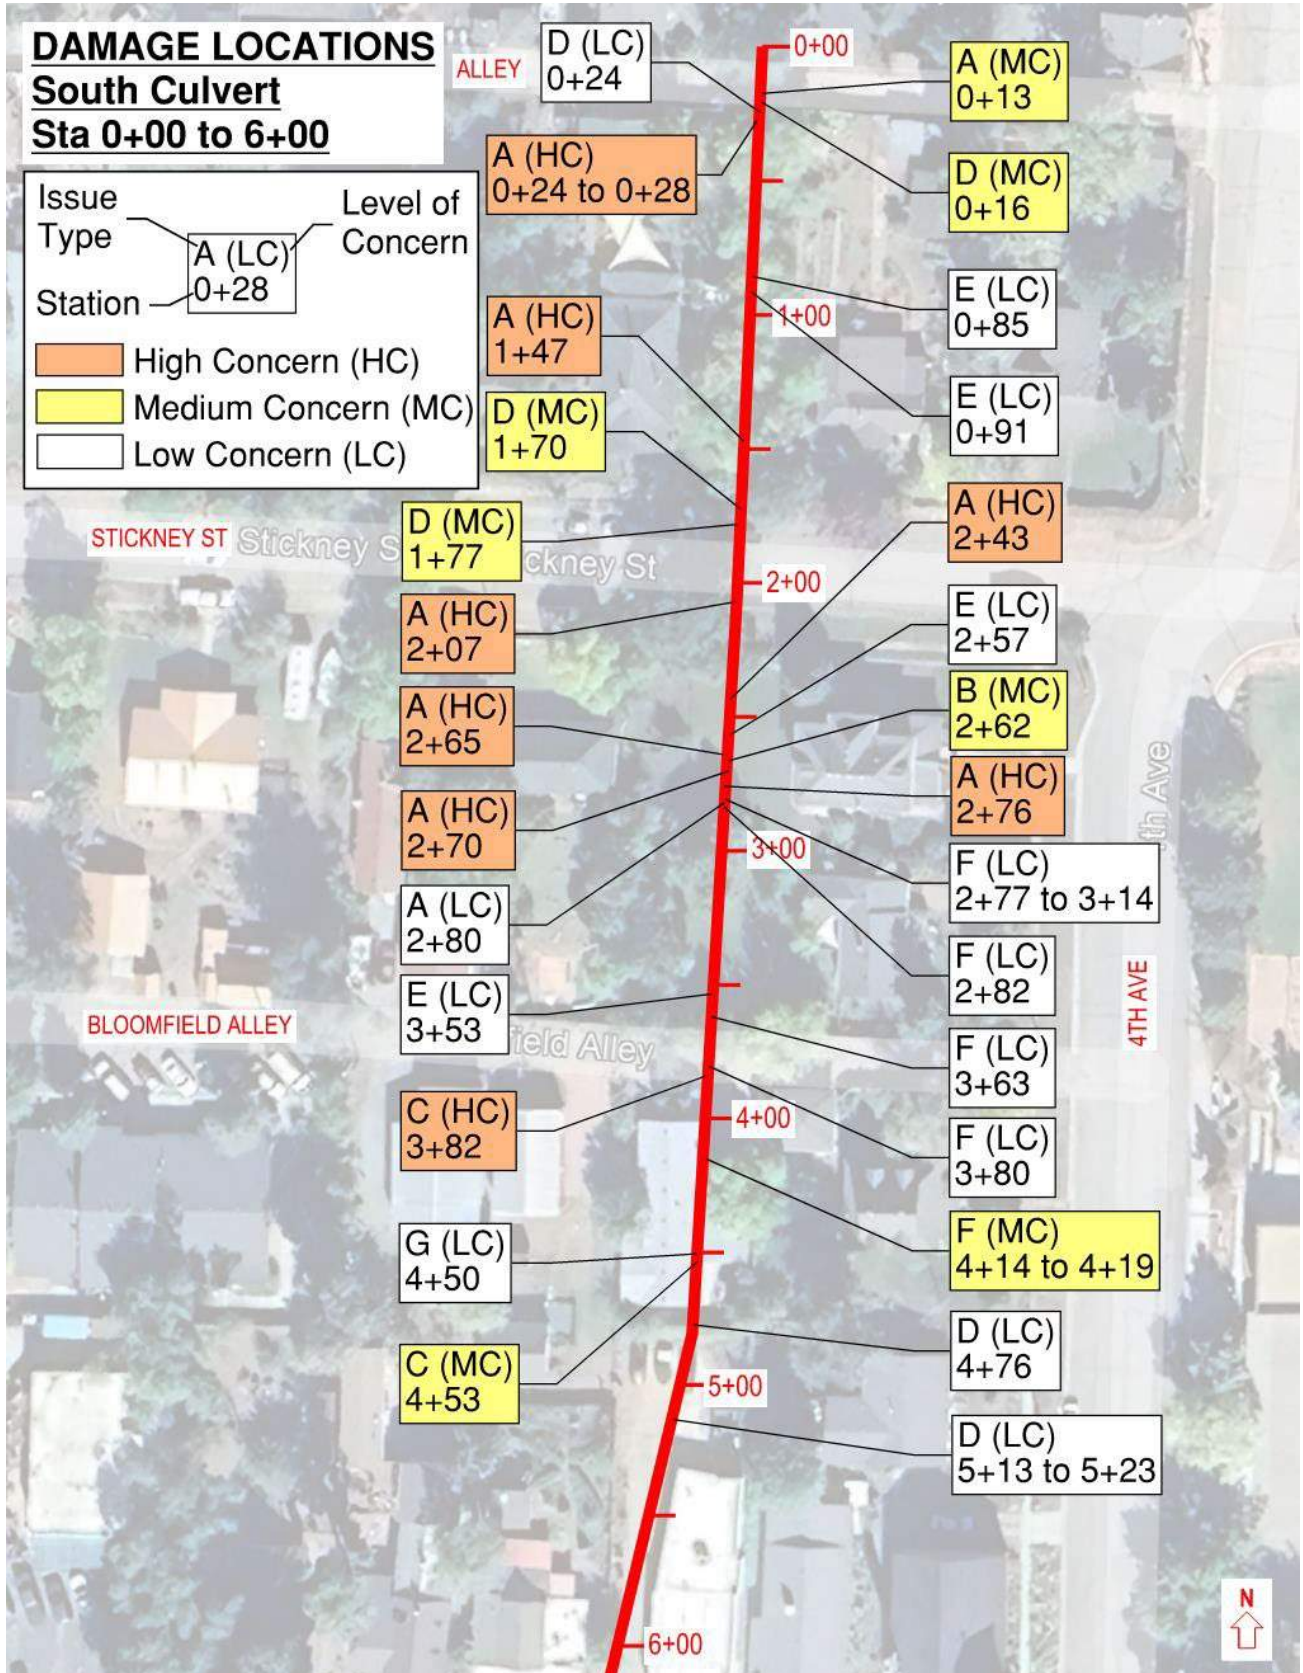 DAMAGE LOCATIONS
South Culvert
Sta 0+00 to 6+00
Issue
Type
Level of
Concern
A (LC)
0+28
Station
High Concern (HC)
Medium Concern (MC)
Low Concern (LC)
ALLEY
D (LC)
0+24
A (HC)
0+24 to 0+28
A (HC)
1+47
D (MC)
1+70
STICKNEY ST
Stickney S
ckney St
D (MC)
1+77
A (HC)
2+07
A (HC)
2+65
A (HC)
2+70
A (LC)
2+80
E (LC)
3+53
BLOOMFIELD ALLEY
field Alley
C (HC)
3+82
G (LC)
4+50
C (MC)
4+53
0+00
1+00
2+00
3+00
4+00
5+00
6+00
A (MC)
0+13
D (MC)
0+16
E (LC)
0+85
E (LC)
0+91
A (HC)
2+43
E (LC)
2+57
B (MC)
2+62
A (HC)
2+76
F (LC)
2+77 to 3+14
F (LC)
2+82
F (LC)
3+63
F (LC)
3+80
F (MC)
4+14 to 4+19
D (LC)
4+76
D (LC)
5+13 to 5+23
th Ave
4TH AVE
N